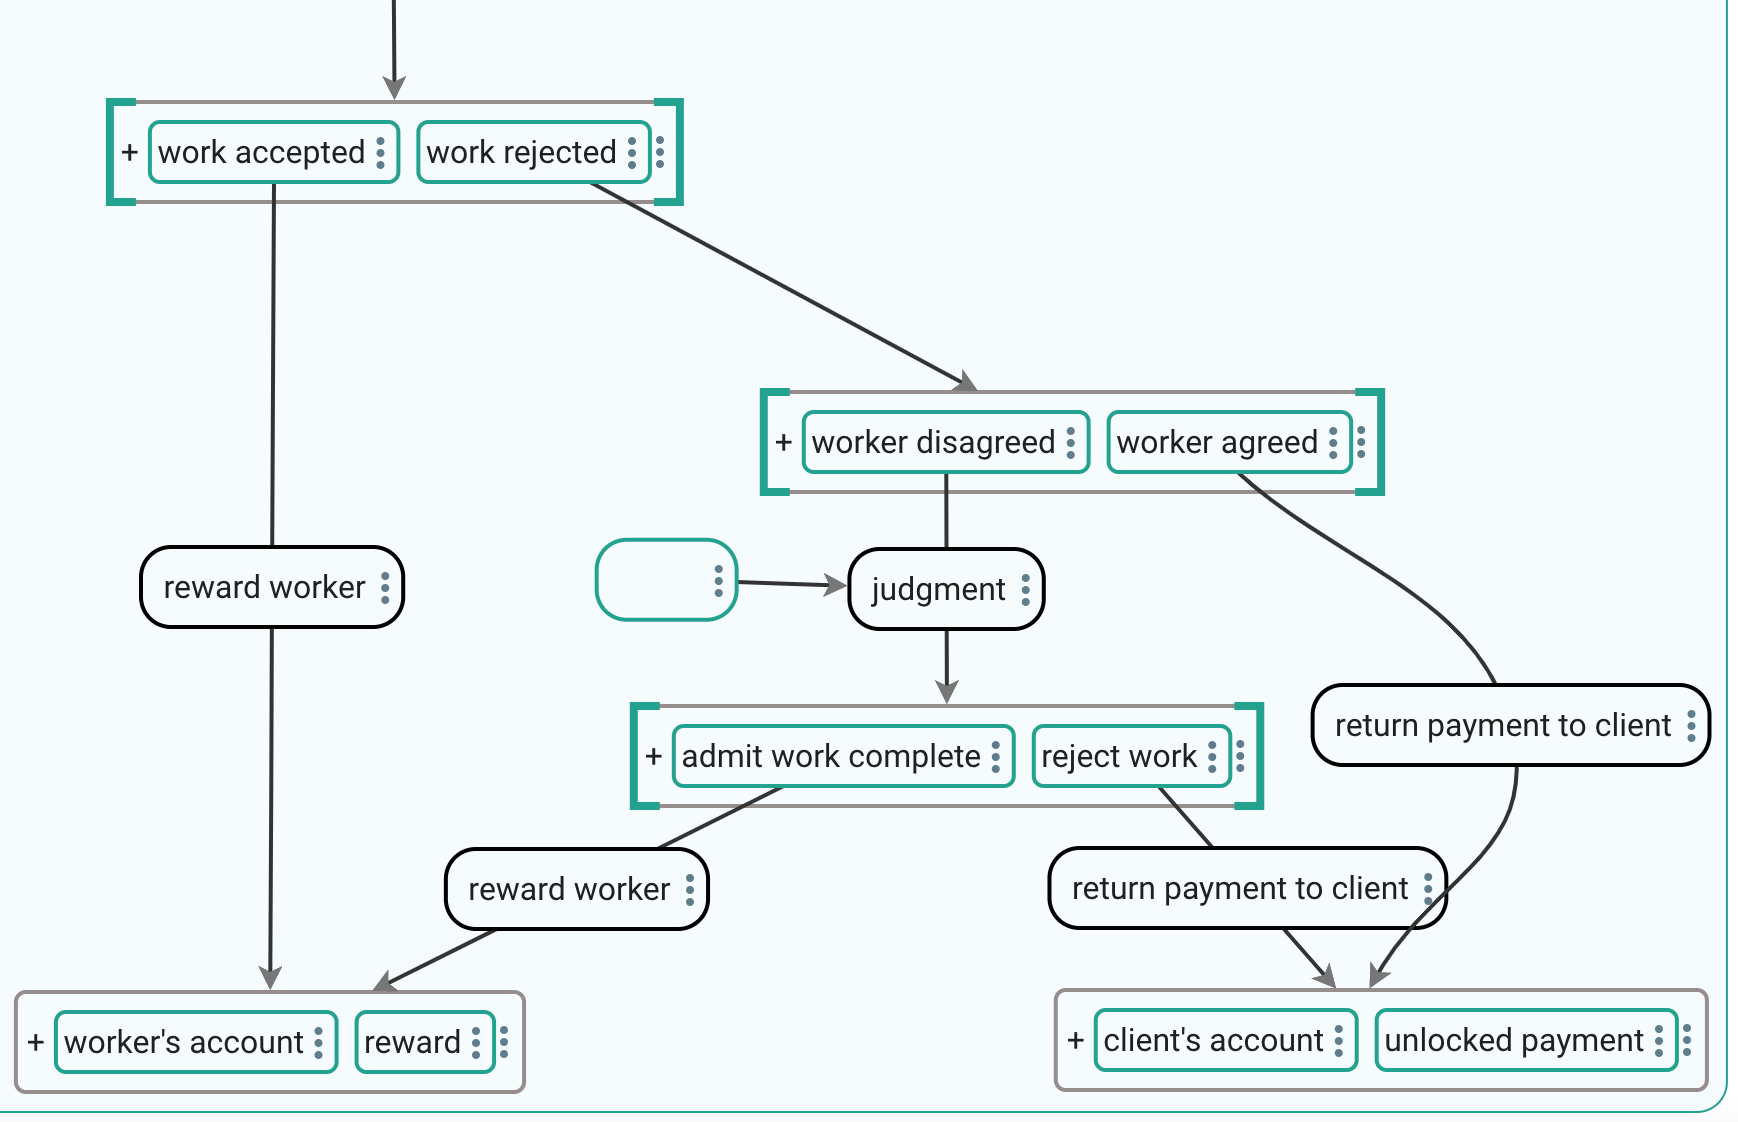 + work accepted work rejected
+ worker disagreed worker agreed
reward worker
judgment
return payment to client
+ admit work complete reject work
reward worker
return payment to client
+ worker's account reward
+ client's account unlocked payment